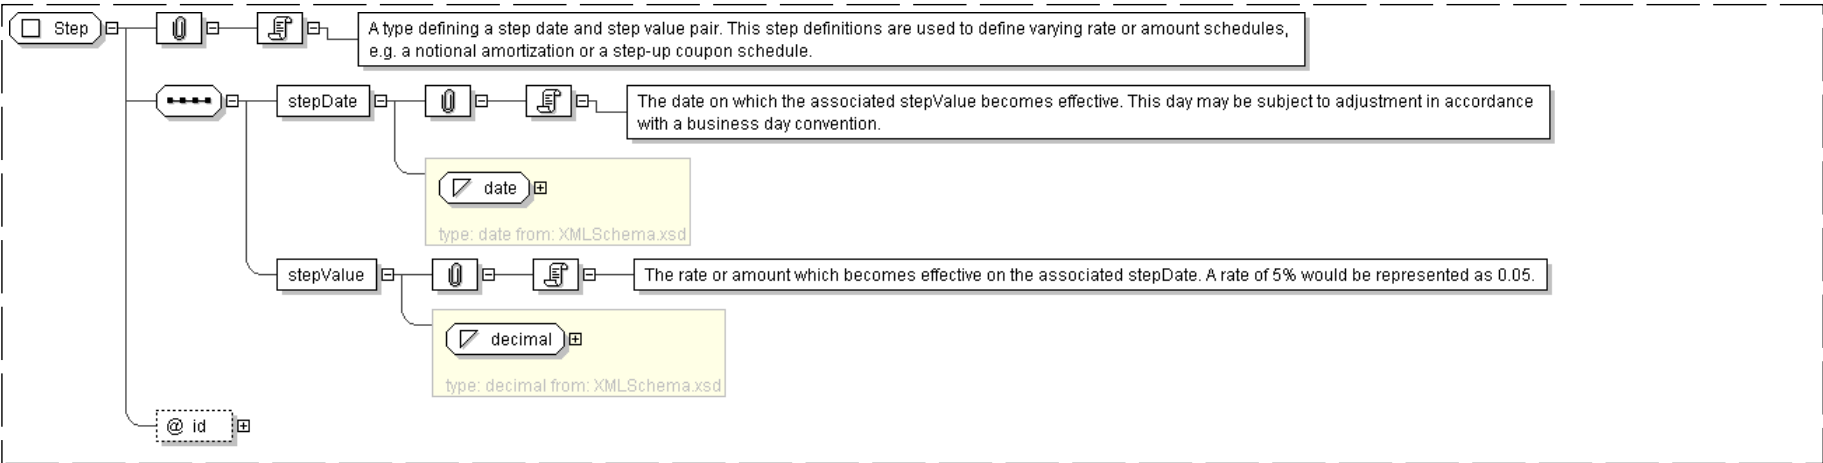 Step
A type defining a step date and step value pair. This step definitions are used to define varying rate or amount schedules,
e.g. a notional amortization or a step-up coupon schedule.
stepDate
The date on which the associated stepValue becomes effective. This day may be subject to adjustment in accordance
with a business day convention.
date
type: date from: XMLSchema.xsd
stepValue
The rate or amount which becomes effective on the associated stepDate. A rate of 5% would be represented as 0.05.
decimal
type: decimal from: XMLSchema.xsd
@ id